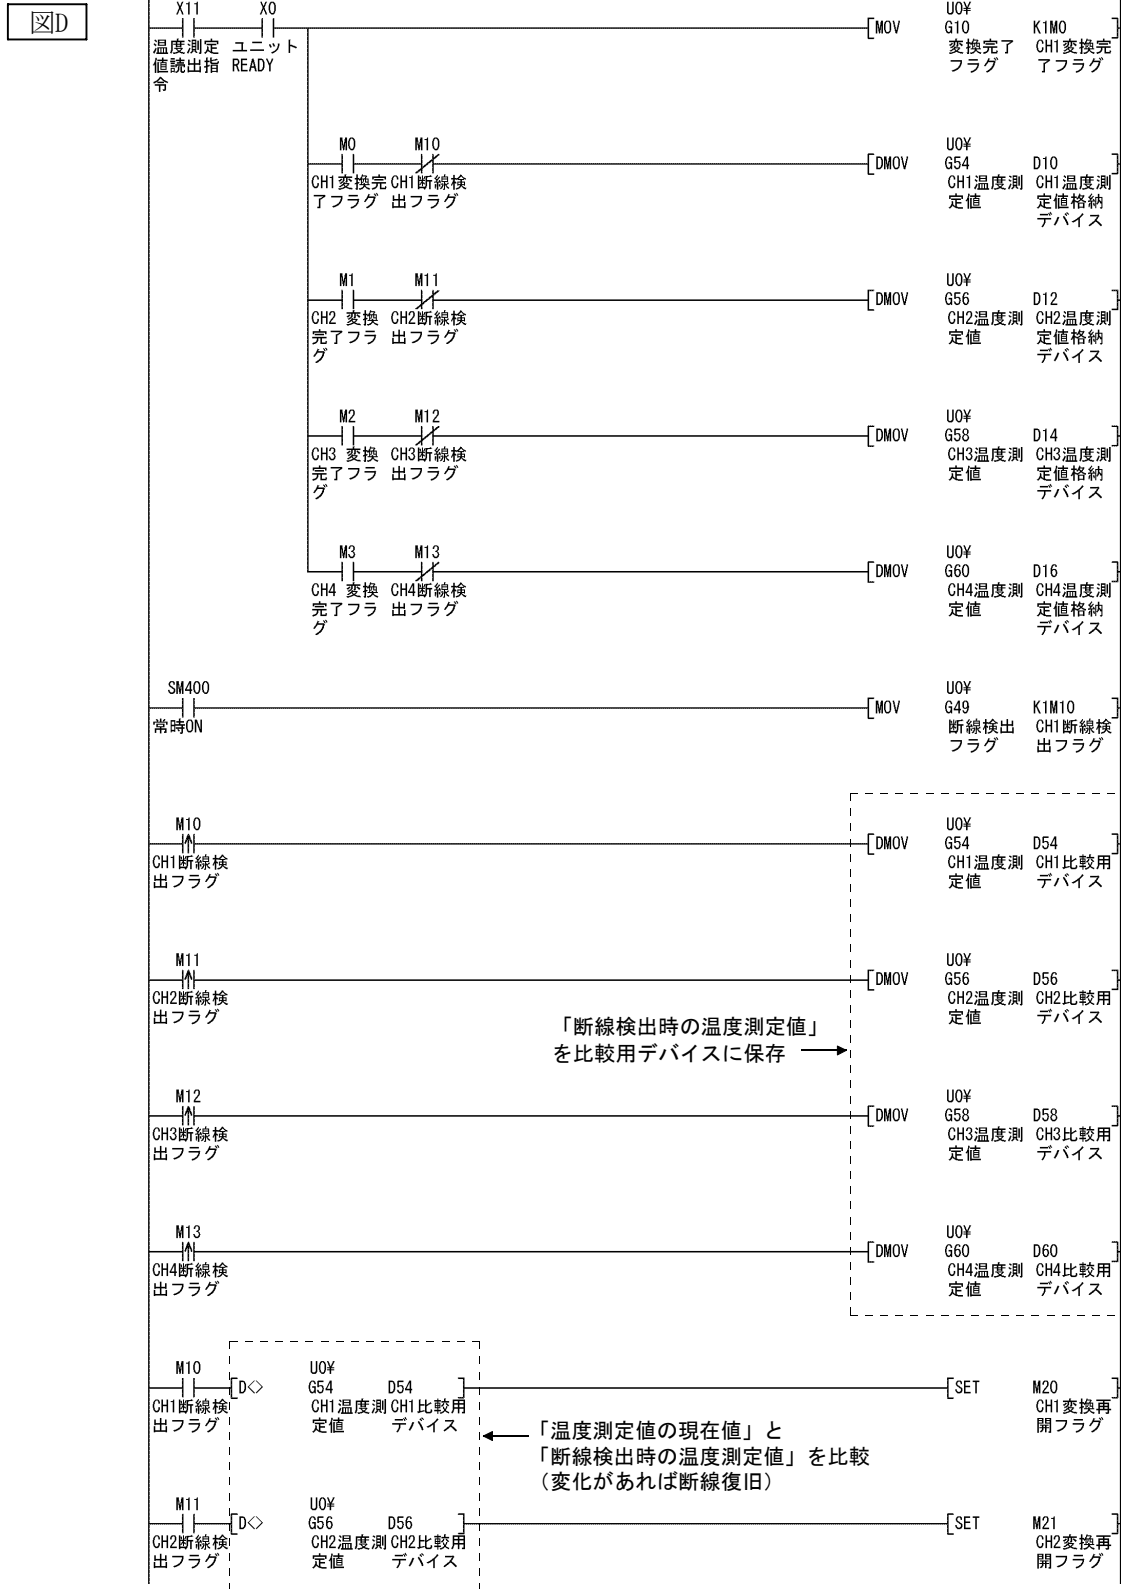 図D
X11 X0 U0¥
[MOV G10 K1M0 ]
温度測定 ユニット 変換完了 CH1変換完
値読出指 READY フラグ 了フラグ
令
M0 M10 U0¥
[DMOV G54 D10 ]
CH1変換完 CH1断線検 CH1温度測 CH1温度測
了フラグ 出フラグ 定値 定値格納
デバイス
M1 M11 U0¥
[DMOV G56 D12 ]
CH2 変換 CH2断線検 CH2温度測 CH2温度測
完了フラ 出フラグ 定値 定値格納
グ デバイス
M2 M12 U0¥
[DMOV G58 D14 ]
CH3 変換 CH3断線検 CH3温度測 CH3温度測
完了フラ 出フラグ 定値 定値格納
グ デバイス
M3 M13 U0¥
[DMOV G60 D16 ]
CH4 変換 CH4断線検 CH4温度測 CH4温度測
完了フラ 出フラグ 定値 定値格納
グ デバイス
SM400 U0¥
[MOV G49 K1M10 ]
常時ON 断線検出 CH1断線検
フラグ 出フラグ
M10 U0¥
[DMOV G54 D54 ]
CH1断線検 CH1温度測 CH1比較用
出フラグ 定値 デバイス
M11 U0¥
[DMOV G56 D56 ]
CH2断線検 CH2温度測 CH2比較用
出フラグ 定値 デバイス
「断線検出時の温度測定値」
を比較用デバイスに保存
M12 U0¥
[DMOV G58 D58 ]
CH3断線検 CH3温度測 CH3比較用
出フラグ 定値 デバイス
M13 U0¥
[DMOV G60 D60 ]
CH4断線検 CH4温度測 CH4比較用
出フラグ 定値 デバイス
M10 U0¥
[D<> G54 D54 ] [SET M20 ]
CH1断線検 CH1温度測 CH1比較用 CH1変換再
出フラグ 定値 デバイス 開フラグ
「温度測定値の現在値」と
「断線検出時の温度測定値」を比較
（変化があれば断線復旧）
M11 U0¥
[D<> G56 D56 ] [SET M21 ]
CH2断線検 CH2温度測 CH2比較用 CH2変換再
出フラグ 定値 デバイス 開フラグ